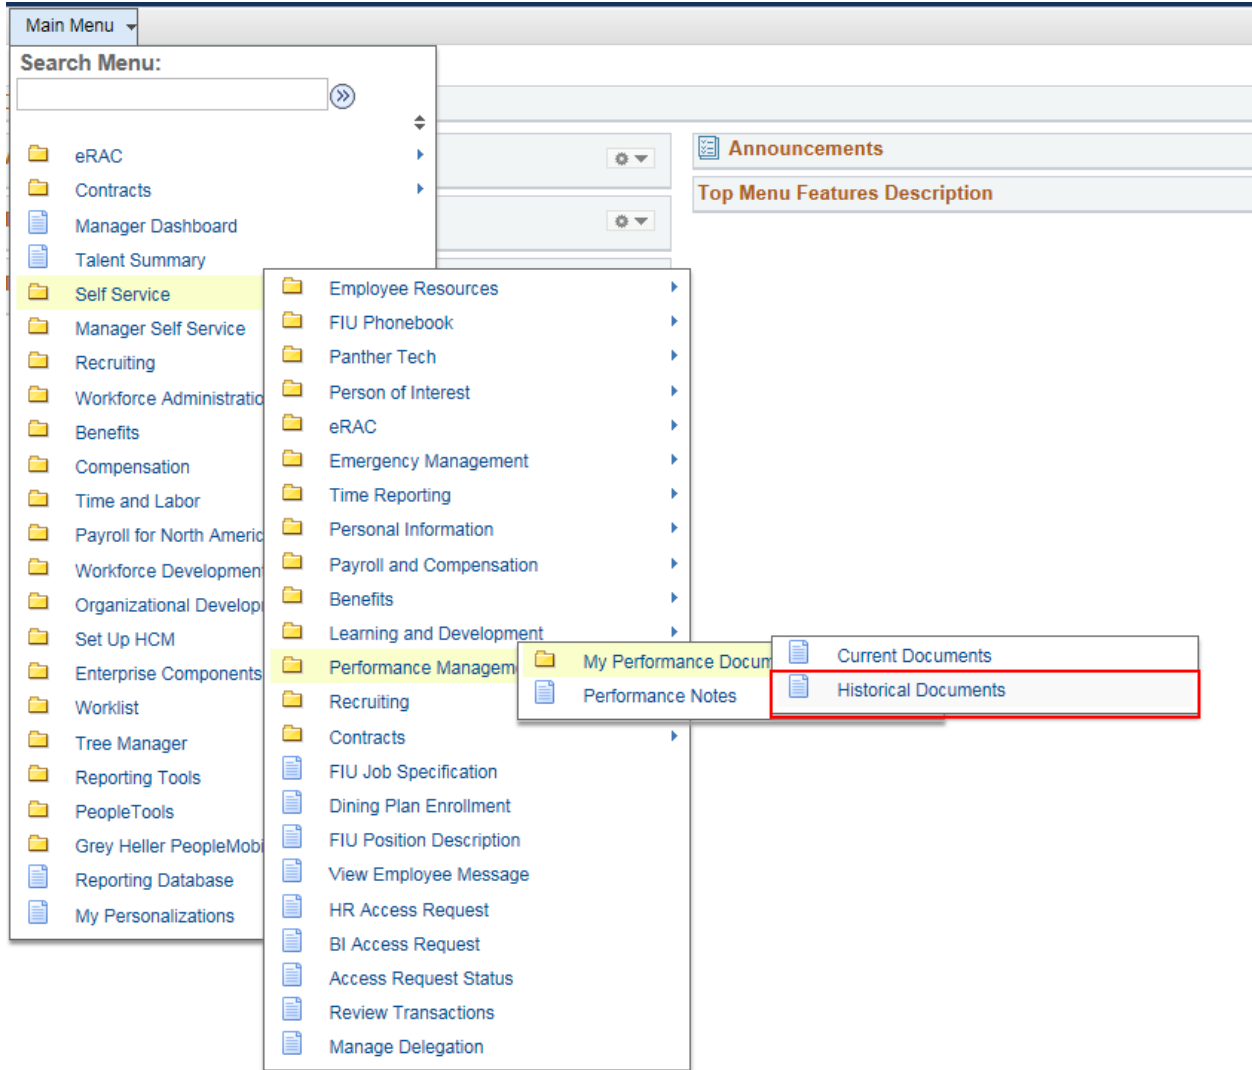 Main Menu
Search Menu:
eRAC
Contracts
Manager Dashboard
Talent Summary
Self Service
Manager Self Service
Recruiting
Workforce Administratio
Benefits
Compensation
Time and Labor
Payroll for North Americ
Workforce Developmen
Organizational Develop
Set Up HCM
Enterprise Components
Worklist
Tree Manager
Reporting Tools
PeopleTools
Grey Heller PeopleMobi
Reporting Database
My Personalizations
Employee Resources
FIU Phonebook
Panther Tech
Person of Interest
eRAC
Emergency Management
Time Reporting
Personal Information
Payroll and Compensation
Benefits
Learning and Development
Performance Managem
Recruiting
Contracts
FIU Job Specification
Dining Plan Enrollment
FIU Position Description
View Employee Message
HR Access Request
BI Access Request
Access Request Status
Review Transactions
Manage Delegation
My Performance Docum
Performance Notes
Current Documents
Historical Documents
Announcements
Top Menu Features Description